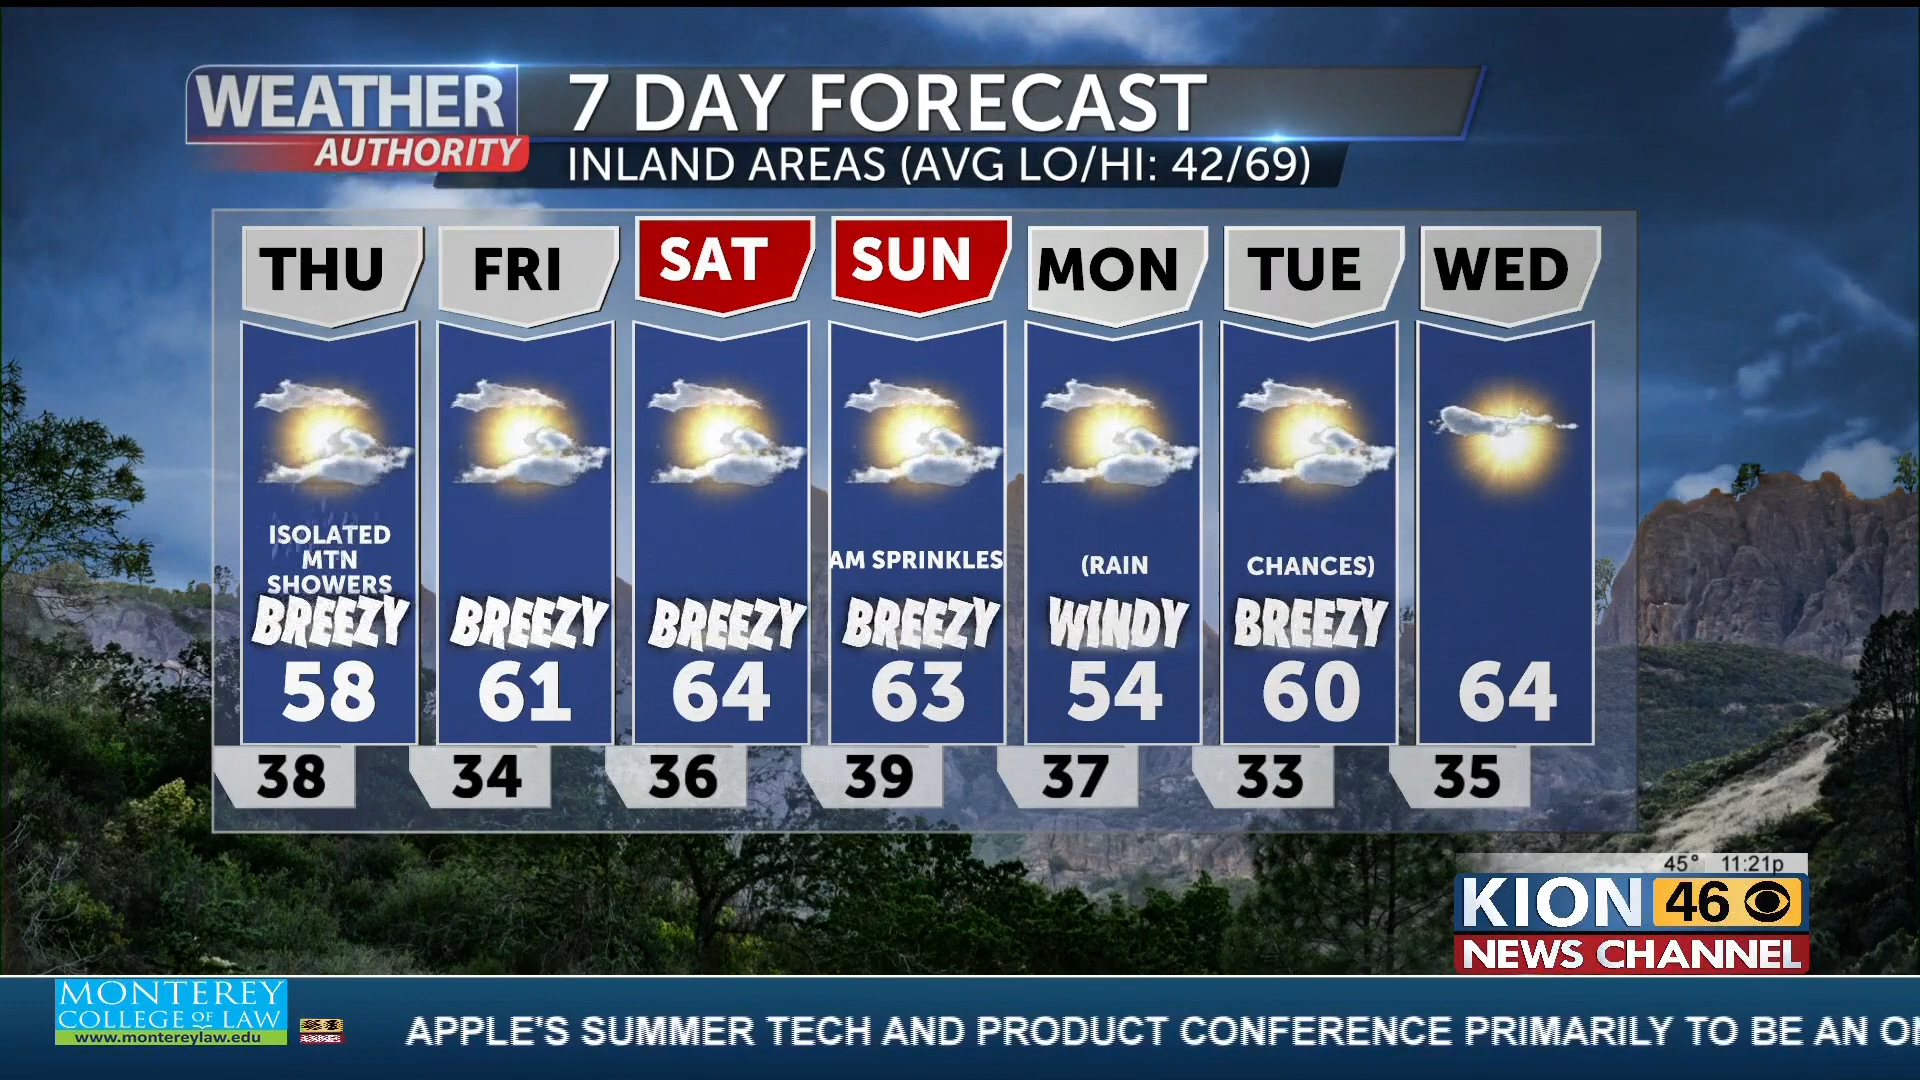 WEATHER
AUTHORITY
7 DAY FORECAST
INLAND AREAS (AVG LO/HI: 42/69)
THU FRI SAT SUN MON TUE WED
ISOLATED
MTN
SHOWERS
AM SPRINKLES
(RAIN CHANCES)
BREEZY BREEZY BREEZY BREEZY WINDY BREEZY
58 61 64 63 54 60 64
38 34 36 39 37 33 35
45° 11:21p
KION 46
NEWS CHANNEL
MONTEREY
COLLEGE OF LAW
www.montereylaw.edu
APPLE'S SUMMER TECH AND PRODUCT CONFERENCE PRIMARILY TO BE AN